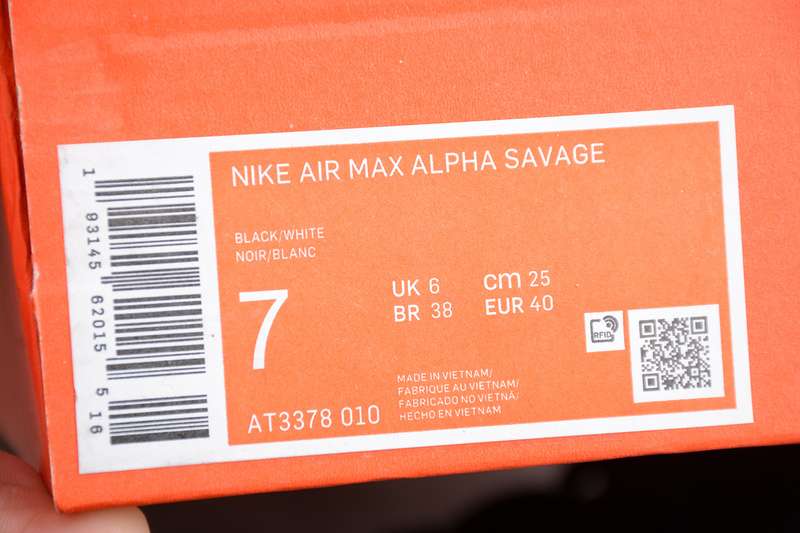 NIKE AIR MAX ALPHA SAVAGE
BLACK/WHITE
NOIR/BLANC
7
UK 6 cm 25
BR 38 EUR 40
RFID
MADE IN VIETNAM/
FABRIQUE AU VIETNAM/
FABRICADO NO VIETNÃ/
HECHO EN VIETNAM
AT3378 010
1 93145 62015 5 16